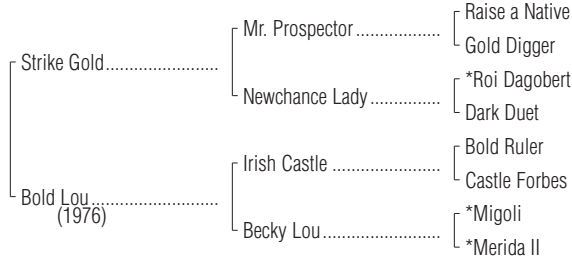 Raise a Native
Mr. Prospector..................
Gold Digger
Strike Gold........................
*Roi Dagobert
Newchance Lady...............
Dark Duet
Bold Ruler
Irish Castle .......................
Castle Forbes
Bold Lou...........................
(1976)
*Migoli
Becky Lou.........................
*Merida II